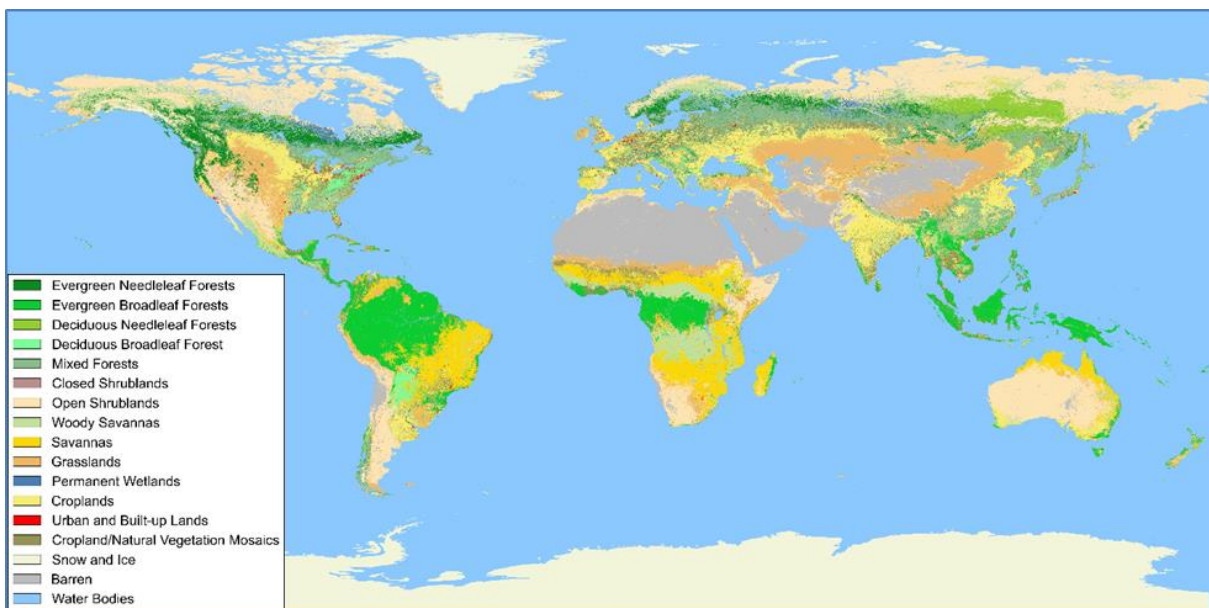 Evergreen Needleleaf Forests
Evergreen Broadleaf Forests
Deciduous Needleleaf Forests
Deciduous Broadleaf Forest
Mixed Forests
Closed Shrublands
Open Shrublands
Woody Savannas
Savannas
Grasslands
Permanent Wetlands
Croplands
Urban and Built-up Lands
Cropland/Natural Vegetation Mosaics
Snow and Ice
Barren
Water Bodies